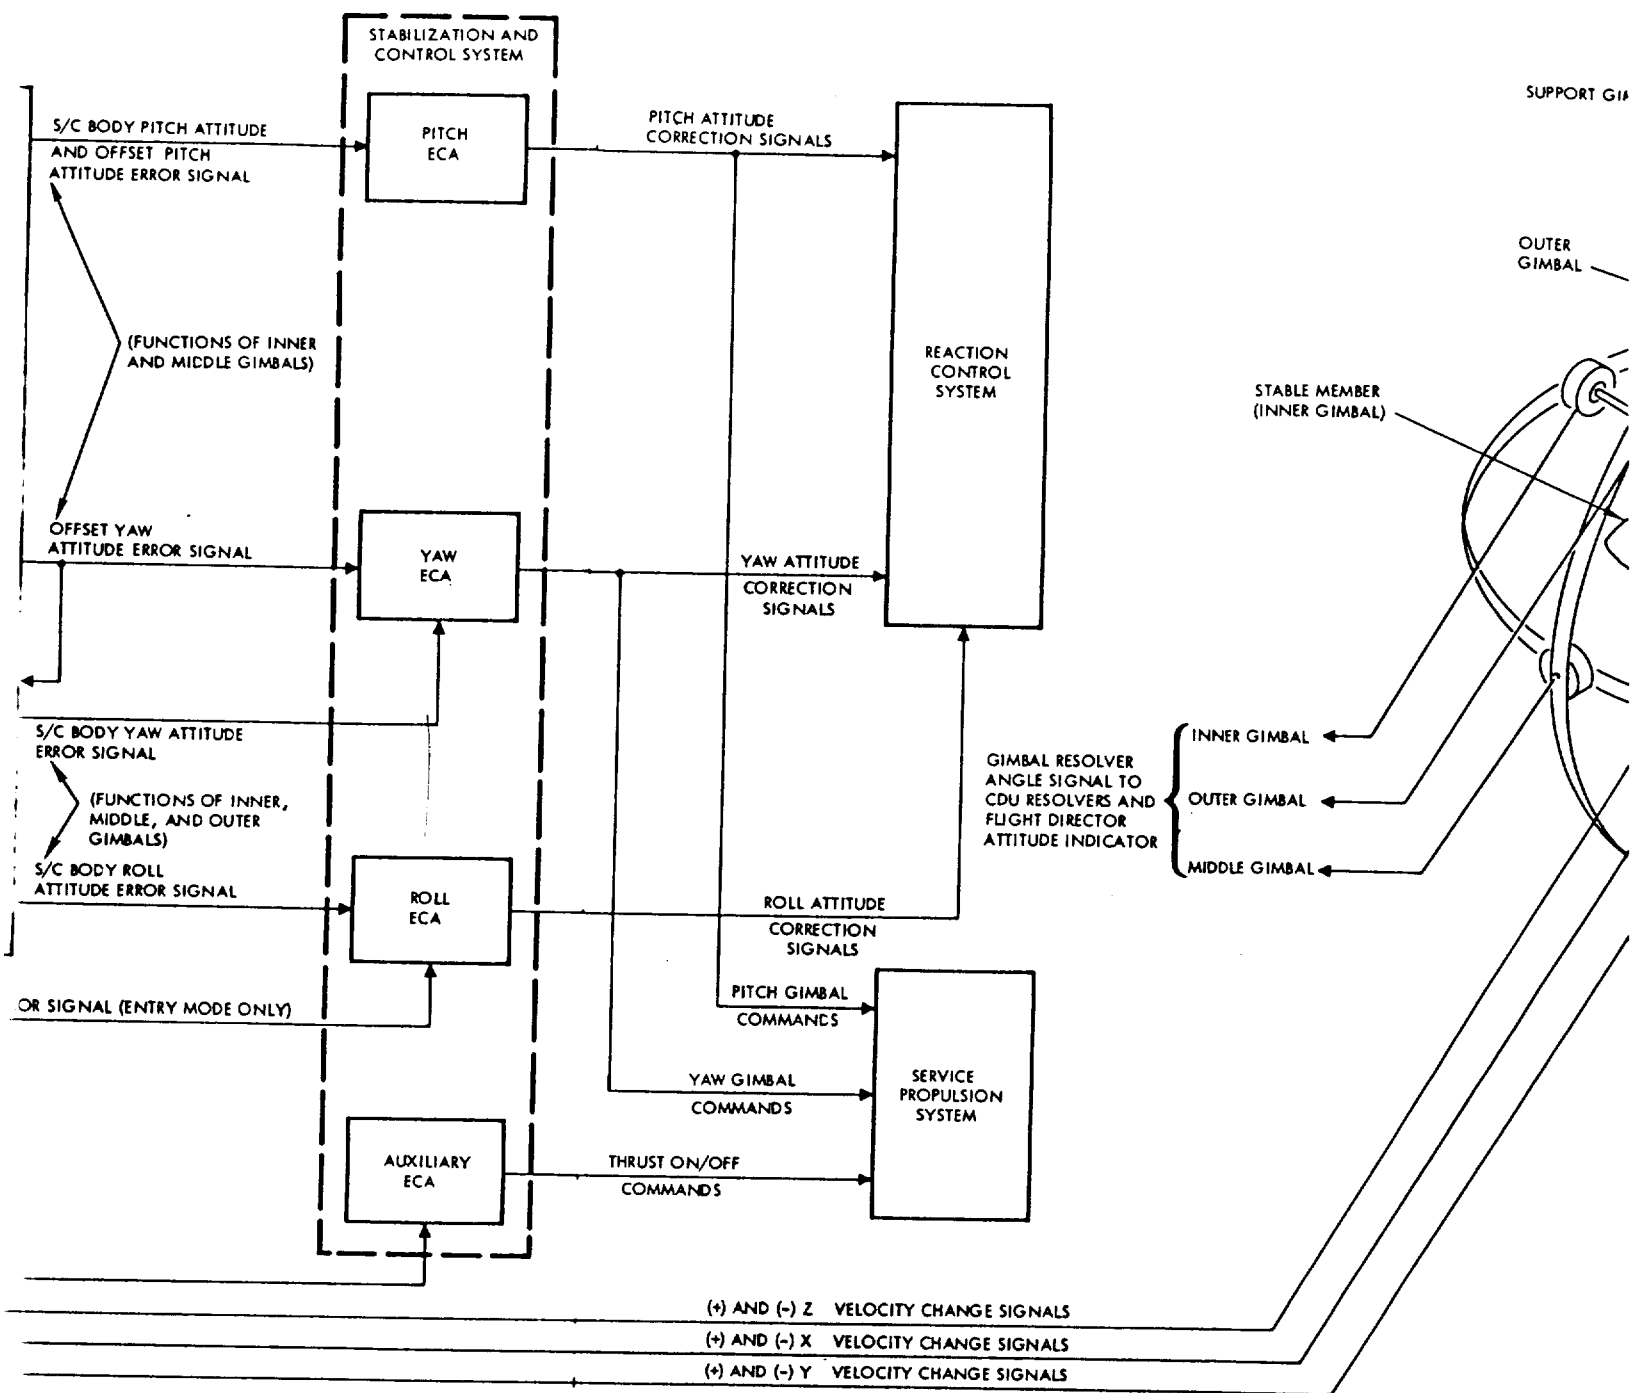 STABILIZATION AND
CONTROL SYSTEM
S/C BODY PITCH ATTITUDE
AND OFFSET PITCH
ATTITUDE ERROR SIGNAL
PITCH
ECA
PITCH ATTITUDE
CORRECTION SIGNALS
(FUNCTIONS OF INNER
AND MIDDLE GIMBALS)
REACTION
CONTROL
SYSTEM
OFFSET YAW
ATTITUDE ERROR SIGNAL
YAW
ECA
YAW ATTITUDE
CORRECTION
SIGNALS
S/C BODY YAW ATTITUDE
ERROR SIGNAL
(FUNCTIONS OF INNER,
MIDDLE, AND OUTER
GIMBALS)
S/C BODY ROLL
ATTITUDE ERROR SIGNAL
ROLL
ECA
ROLL ATTITUDE
CORRECTION
SIGNALS
OR SIGNAL (ENTRY MODE ONLY)
PITCH GIMBAL
COMMANDS
YAW GIMBAL
COMMANDS
SERVICE
PROPULSION
SYSTEM
AUXILIARY
ECA
THRUST ON/OFF
COMMANDS
SUPPORT
OUTER
GIMBAL
STABLE MEMBER
(INNER GIMBAL)
GIMBAL RESOLVER
ANGLE SIGNAL TO
CDU RESOLVERS AND
FLIGHT DIRECTOR
ATTITUDE INDICATOR
INNER GIMBAL
OUTER GIMBAL
MIDDLE GIMBAL
(+) AND (-) Z VELOCITY CHANGE SIGNALS
(+) AND (-) X VELOCITY CHANGE SIGNALS
(+) AND (-) Y VELOCITY CHANGE SIGNALS